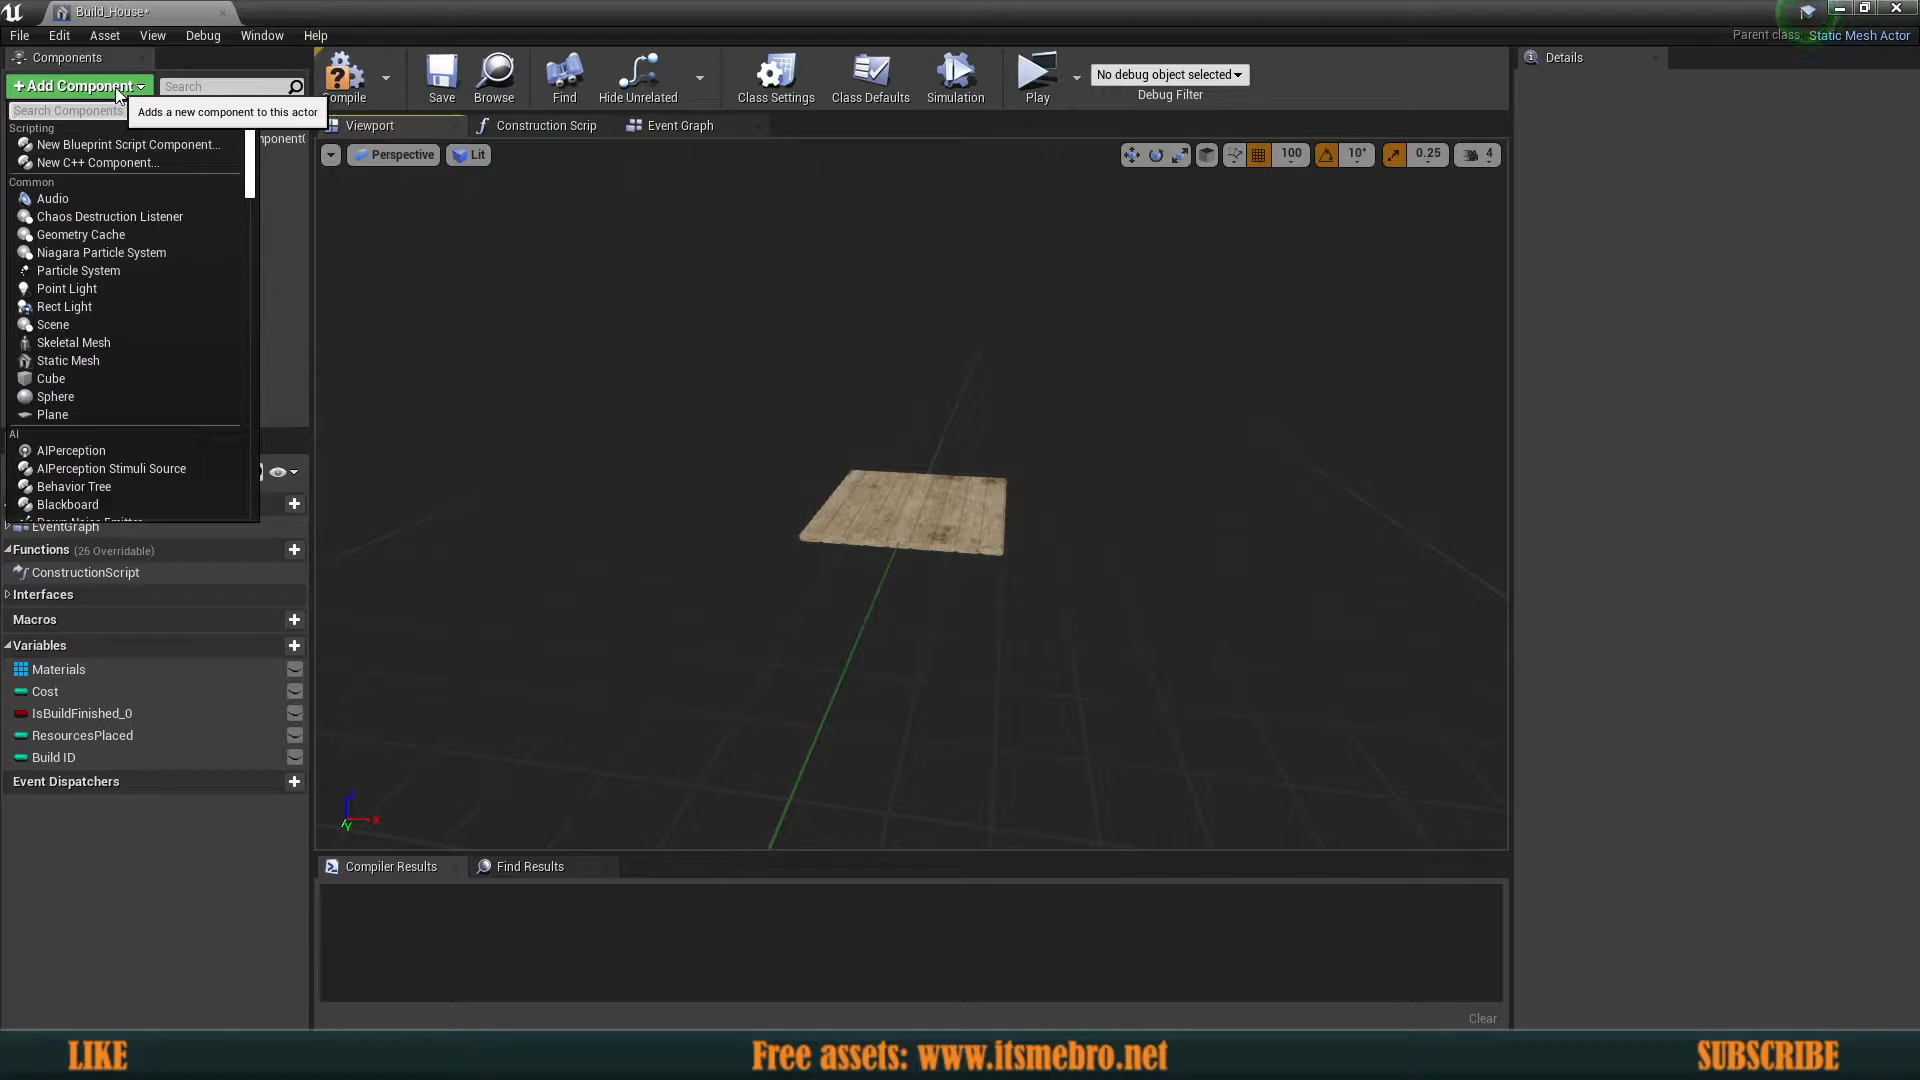 Build_House*
File Edit Asset View Debug Window Help
Parent class: Static Mesh Actor
Components
+Add Component
Search
Search Components
Adds a new component to this actor
Scripting
New Blueprint Script Component...
New C++ Component...
Common
Audio
Chaos Destruction Listener
Geometry Cache
Niagara Particle System
Particle System
Point Light
Rect Light
Scene
Skeletal Mesh
Static Mesh
Cube
Sphere
Plane
AI
AIPerception
AIPerception Stimuli Source
Behavior Tree
Blackboard
EventGraph
Functions (26 Overridable)
ConstructionScript
Interfaces
Macros
Variables
Materials
Cost
IsBuildFinished_0
ResourcesPlaced
Build ID
Event Dispatchers
Compile Save Browse Find Hide Unrelated Class Settings Class Defaults Simulation Play
No debug object selected
Debug Filter
Viewport Construction Scrip Event Graph
Perspective Lit
100 10° 0.25 4
Z
X
Y
Compiler Results Find Results
Clear
Details
LIKE Free assets: www.itsmebro.net SUBSCRIBE